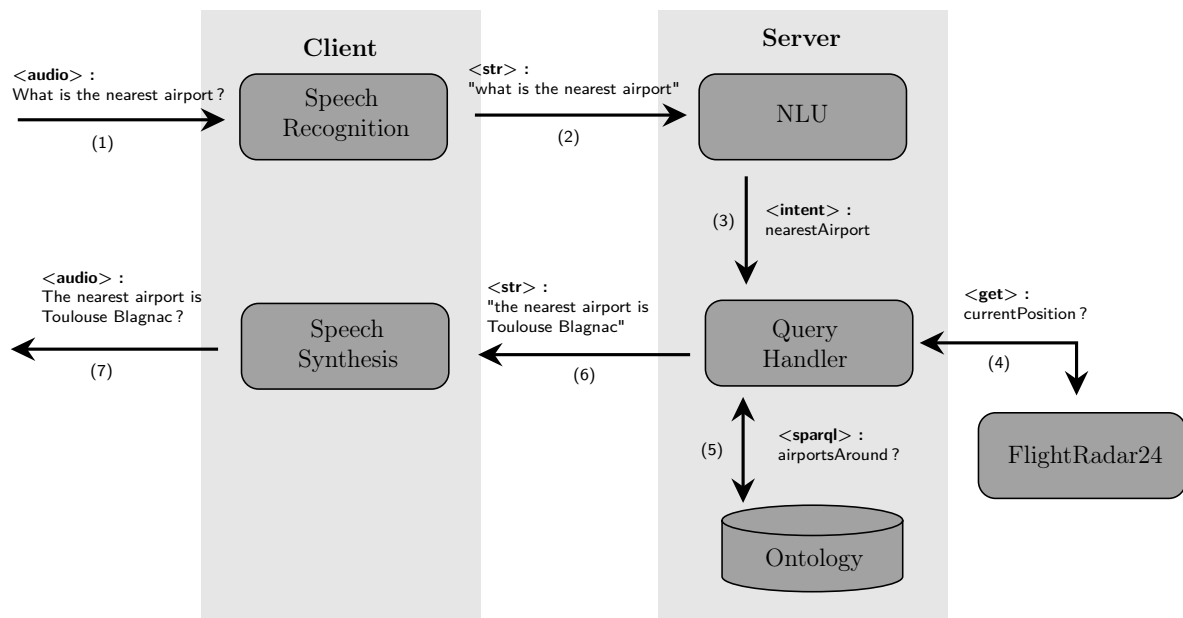 Client
Server
<audio> :
What is the nearest airport ?
(1)
Speech
Recognition
<str> :
"what is the nearest airport"
(2)
NLU
(3)
<intent> :
nearestAirport
<audio> :
The nearest airport is
Toulouse Blagnac ?
(7)
Speech
Synthesis
<str> :
"the nearest airport is
Toulouse Blagnac"
(6)
Query
Handler
<get> :
currentPosition ?
(4)
FlightRadar24
(5)
<sparql> :
airportsAround ?
Ontology